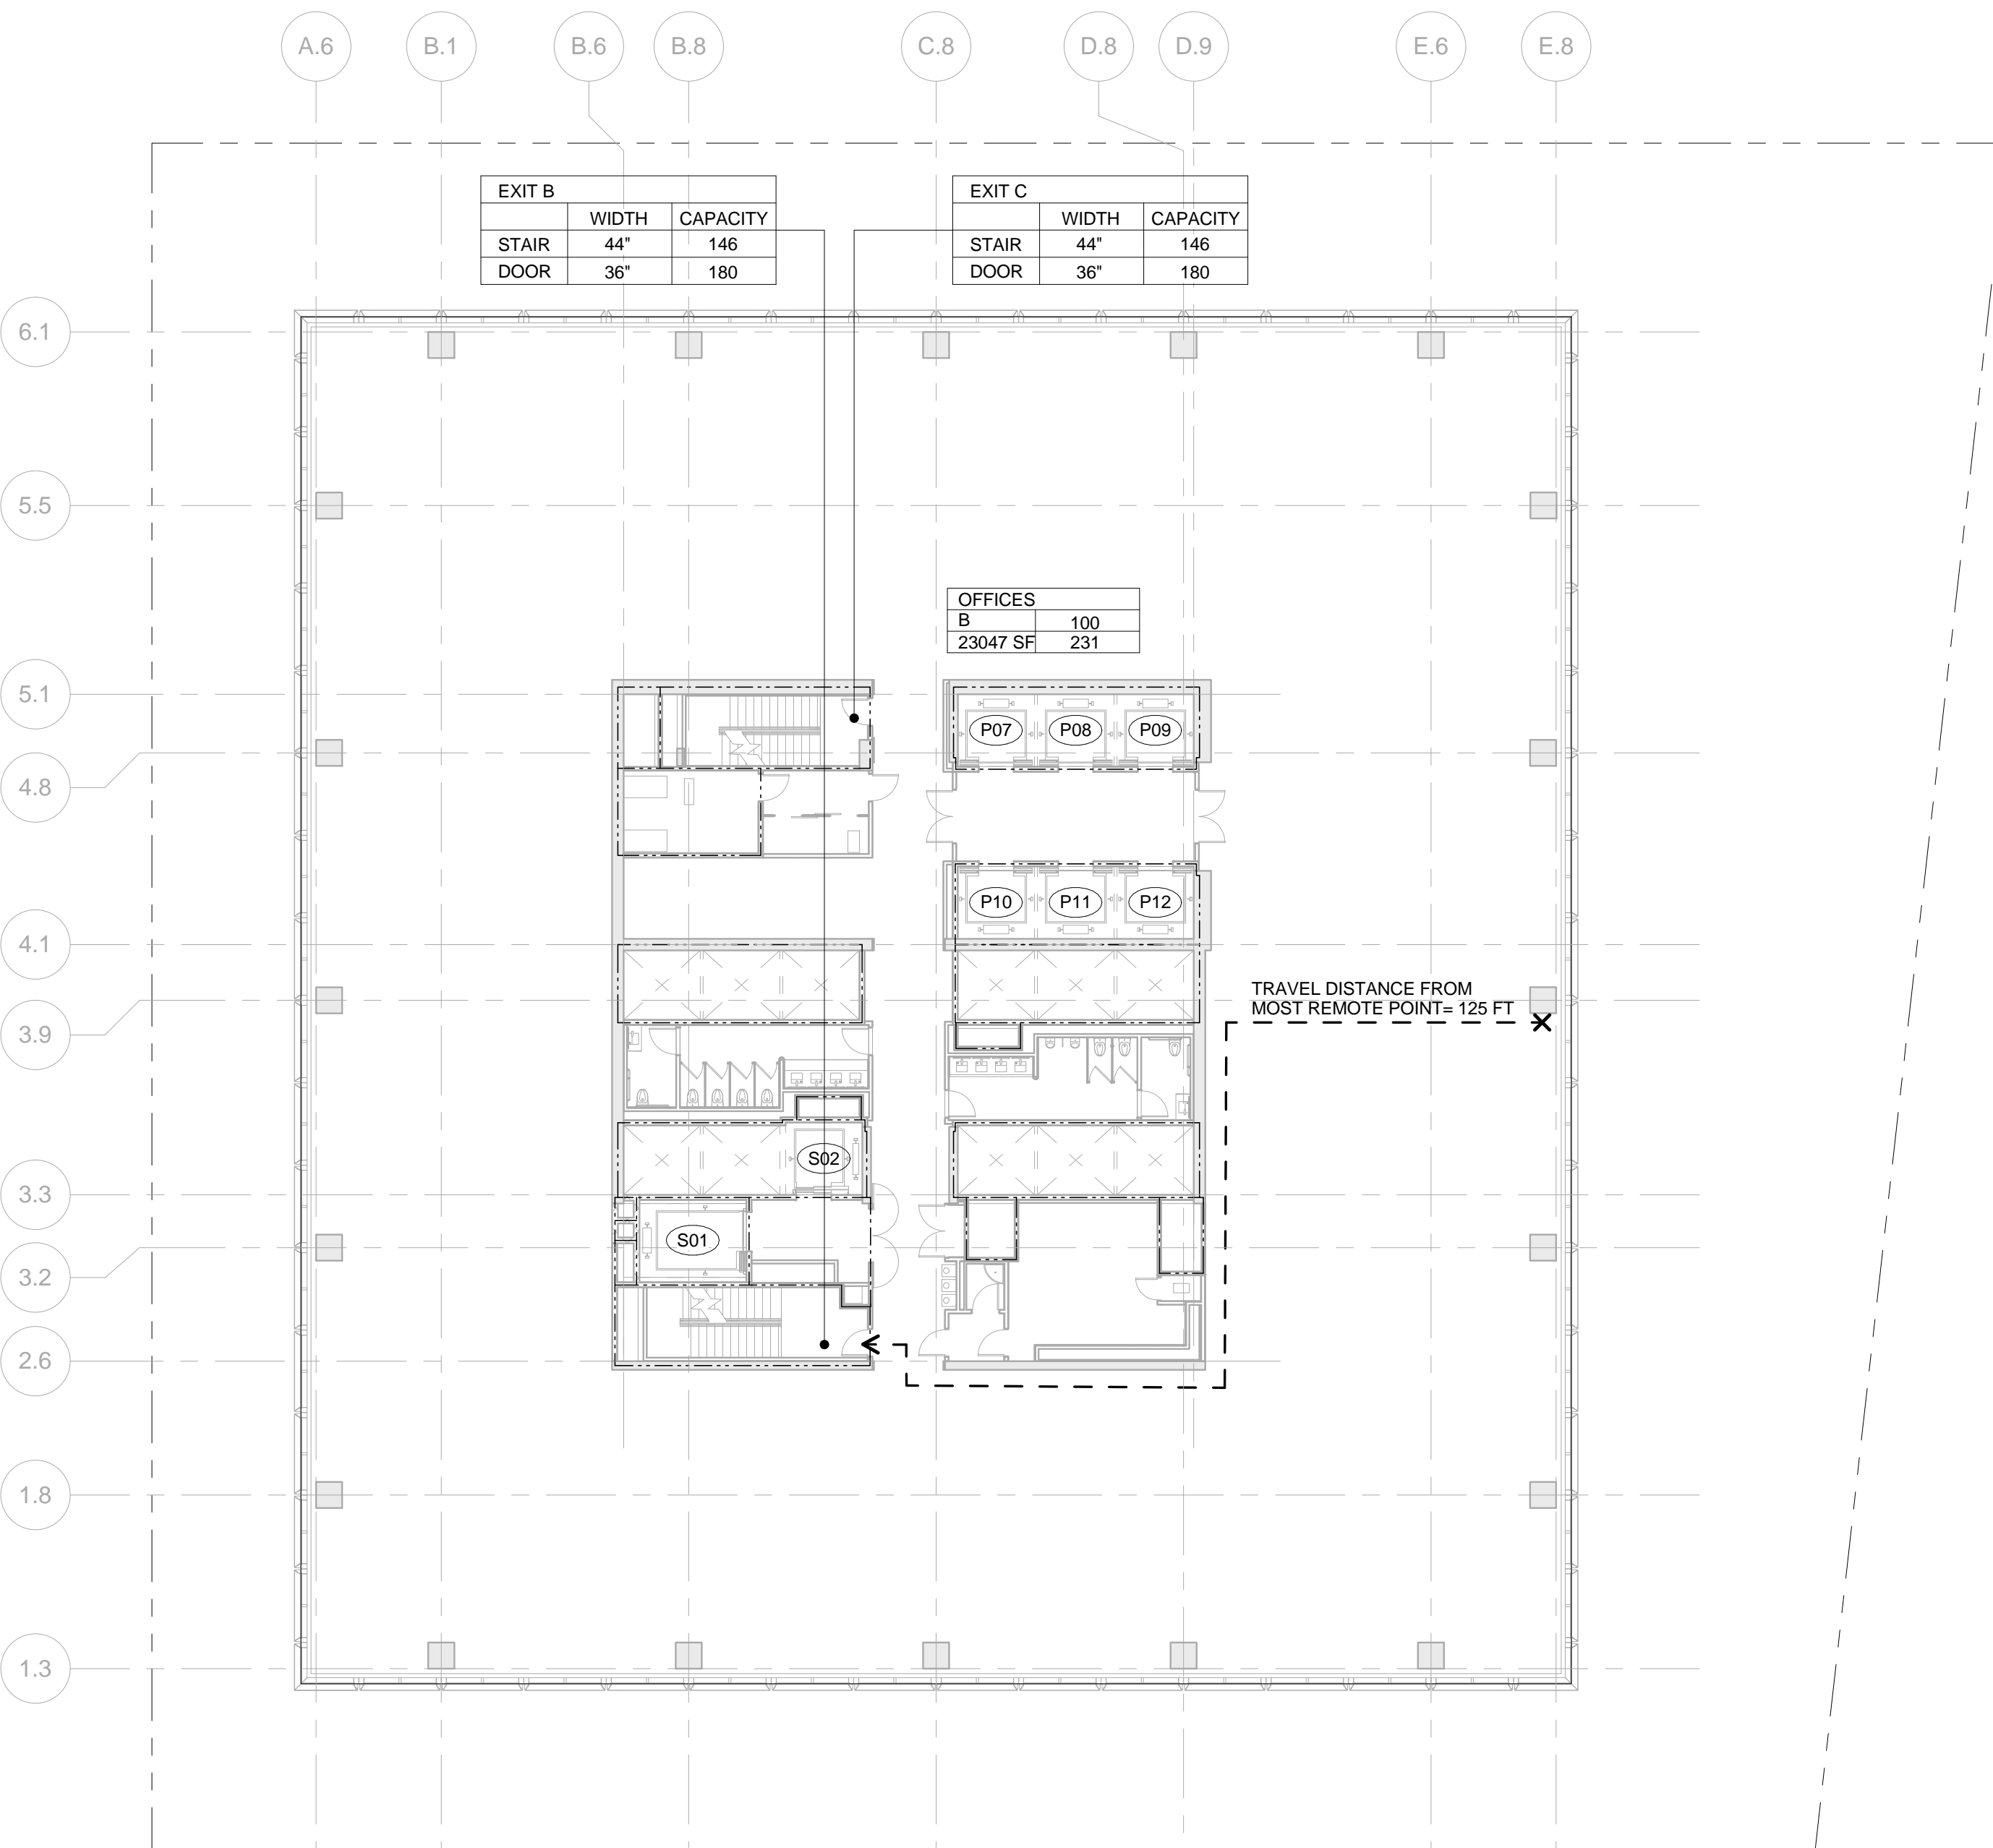 A.6 B.1 B.6 B.8 C.8 D.8 D.9 E.6 E.8
EXIT B
WIDTH CAPACITY
STAIR 44" 146
DOOR 36" 180
EXIT C
WIDTH CAPACITY
STAIR 44" 146
DOOR 36" 180
6.1
5.5
OFFICES
B 100
23047 SF 231
5.1
P07 P08 P09
4.8
P10 P11 P12
4.1
TRAVEL DISTANCE FROM
MOST REMOTE POINT= 125 FT
3.9
S02
3.3
S01
3.2
2.6
1.8
1.3